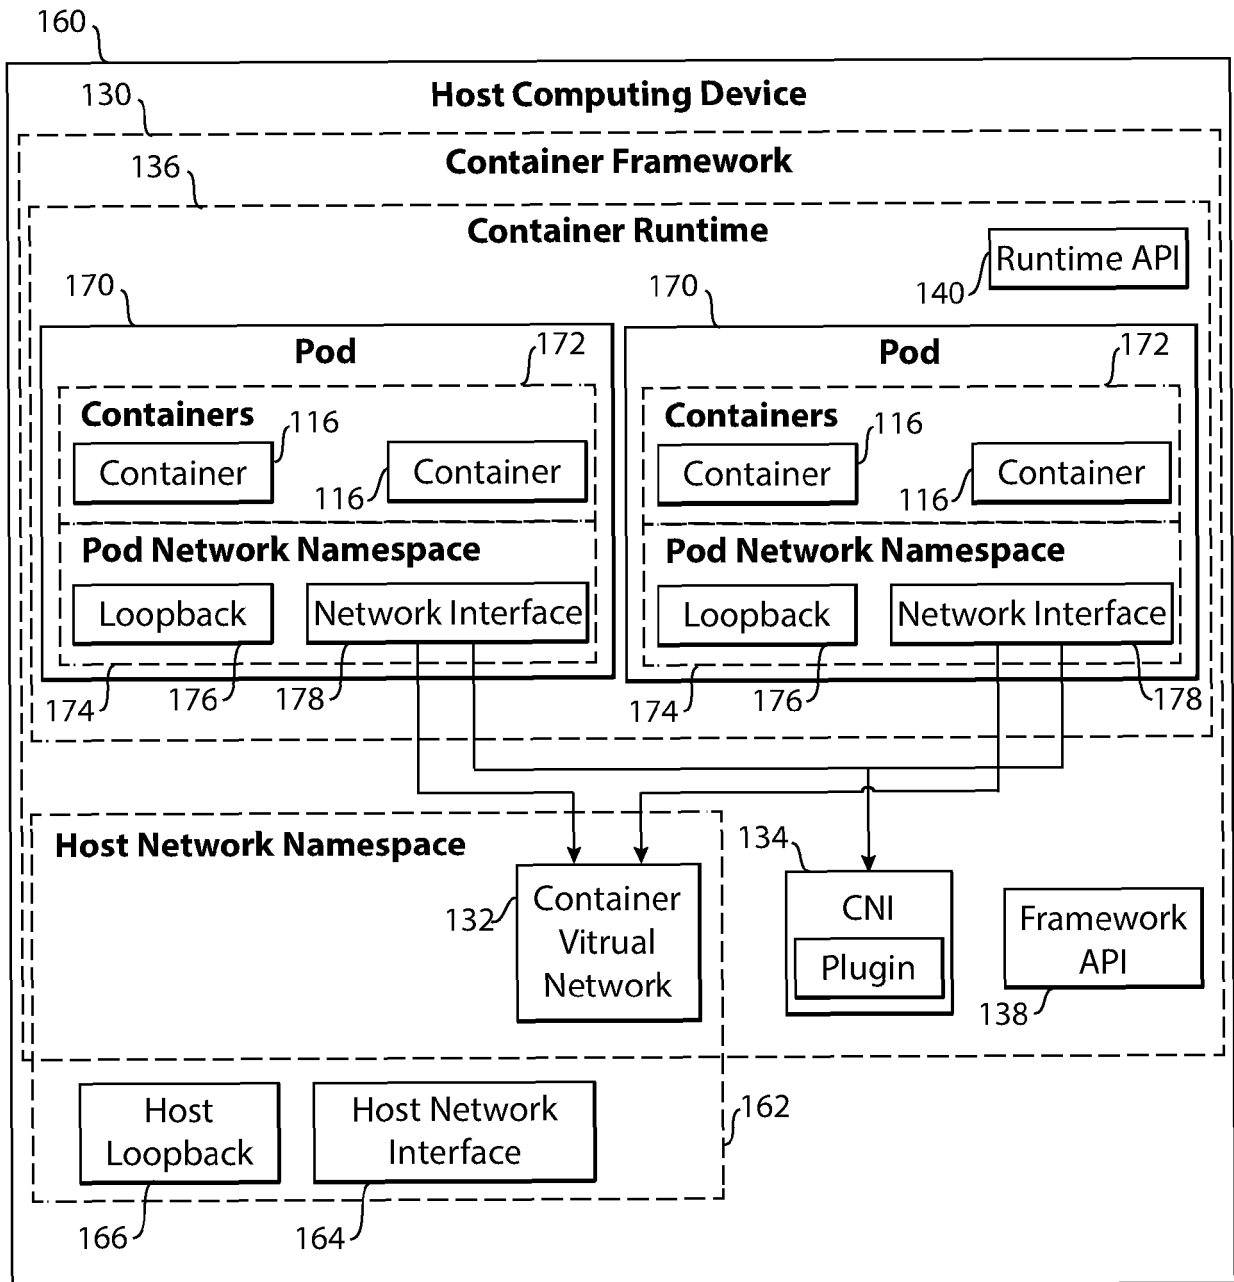 160
Host Computing Device
130
Container Framework
136
Container Runtime
Runtime API
140
170
170
Pod
172
Pod
172
Containers
116
Containers
116
Container
Container
Container
Container
116
116
Pod Network Namespace
Pod Network Namespace
Loopback
Network Interface
Loopback
Network Interface
174
176
178
174
176
178
Host Network Namespace
134
132
Container
Vitrual
Network
CNI
Plugin
Framework
API
138
Host
Loopback
Host Network
Interface
162
166
164